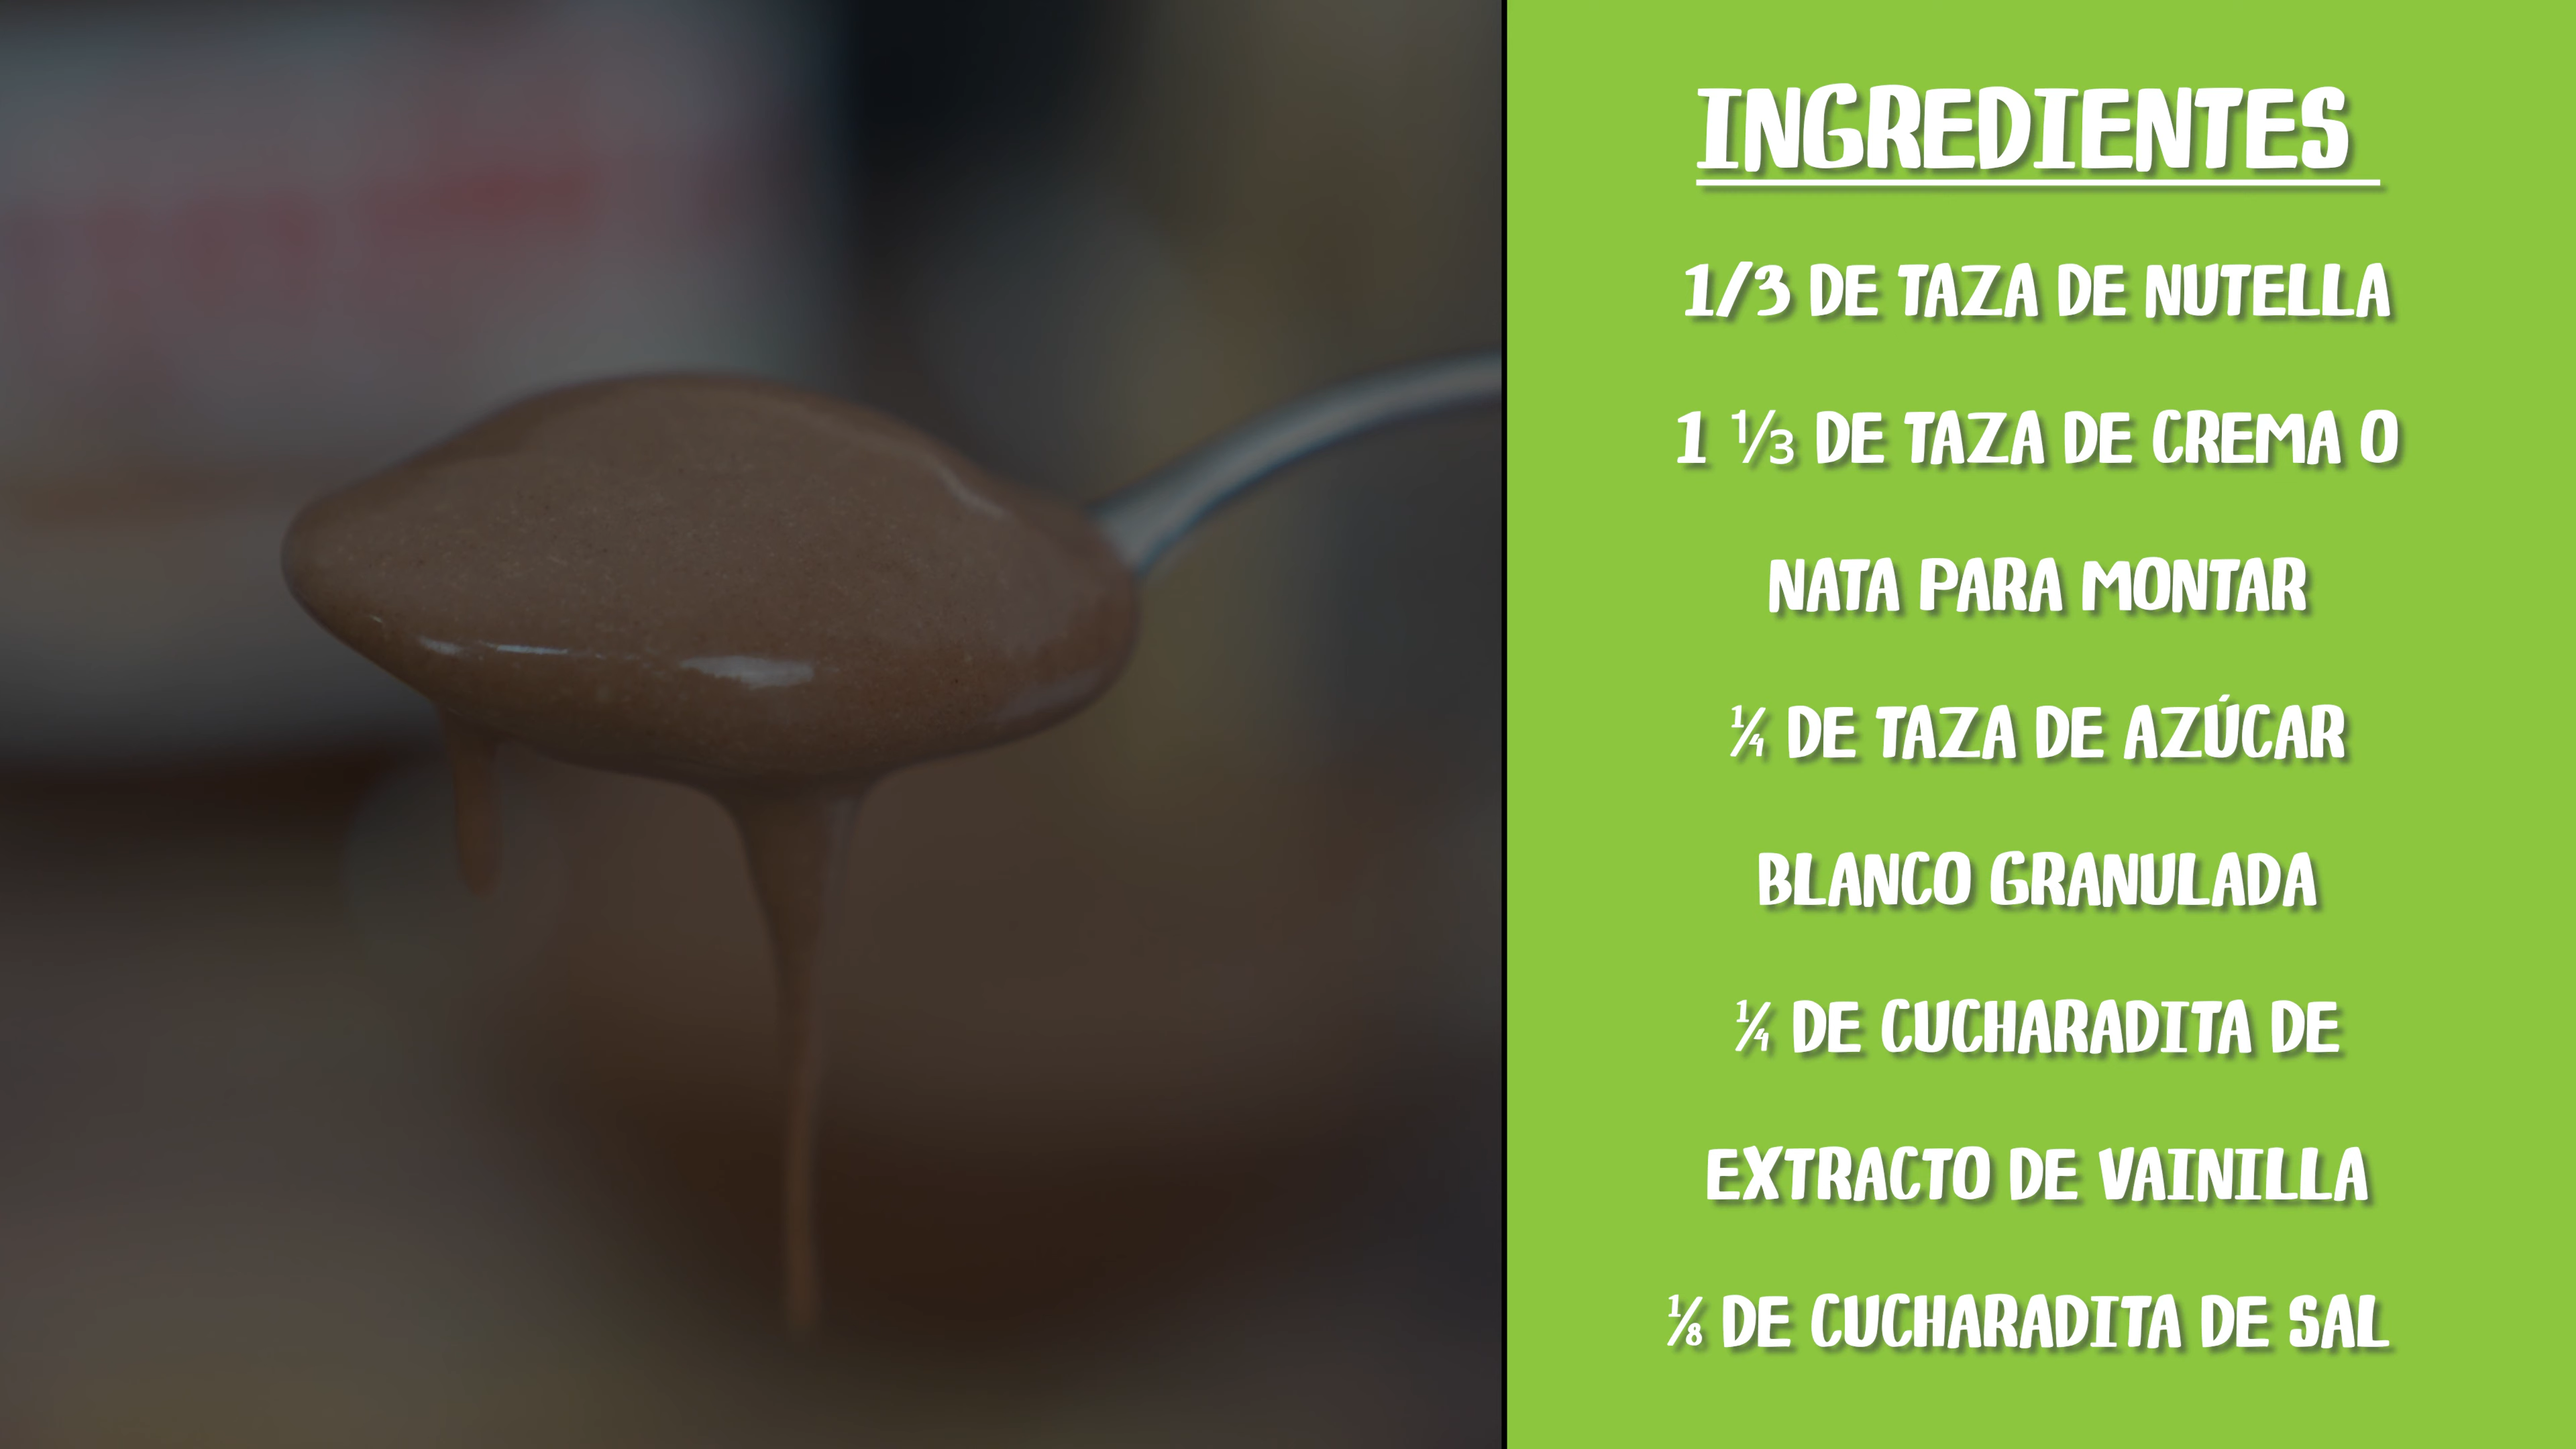 INGREDIENTES
1/3 DE TAZA DE NUTELLA
1 ⅓ DE TAZA DE CREMA O
NATA PARA MONTAR
¼ DE TAZA DE AZÚCAR
BLANCO GRANULADA
¼ DE CUCHARADITA DE
EXTRACTO DE VAINILLA
⅛ DE CUCHARADITA DE SAL